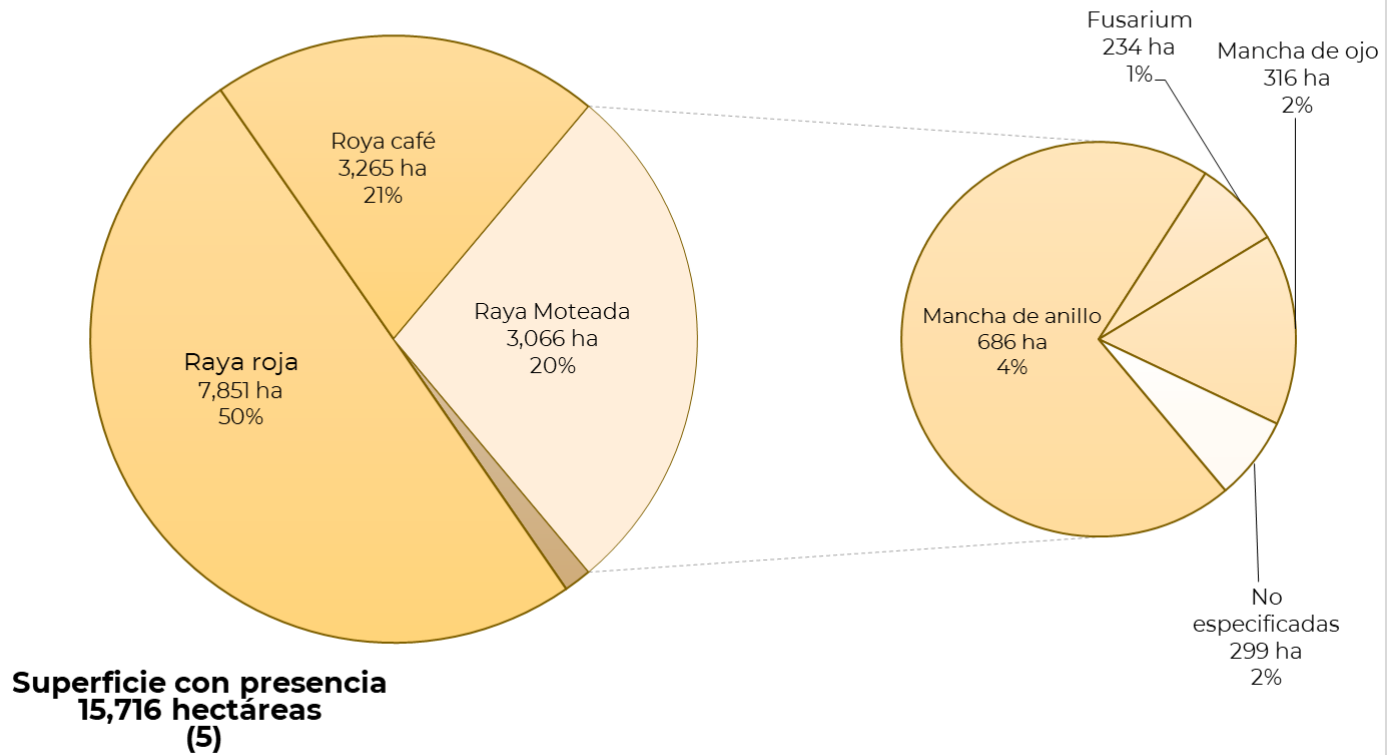 Roya café
3,265 ha
21%
Raya Moteada
3,066 ha
20%
Raya roja
7,851 ha
50%
Fusarium
234 ha
1%
Mancha de ojo
316 ha
2%
Mancha de anillo
686 ha
4%
No
especificadas
299 ha
2%
Superficie con presencia
15,716 hectáreas
(5)